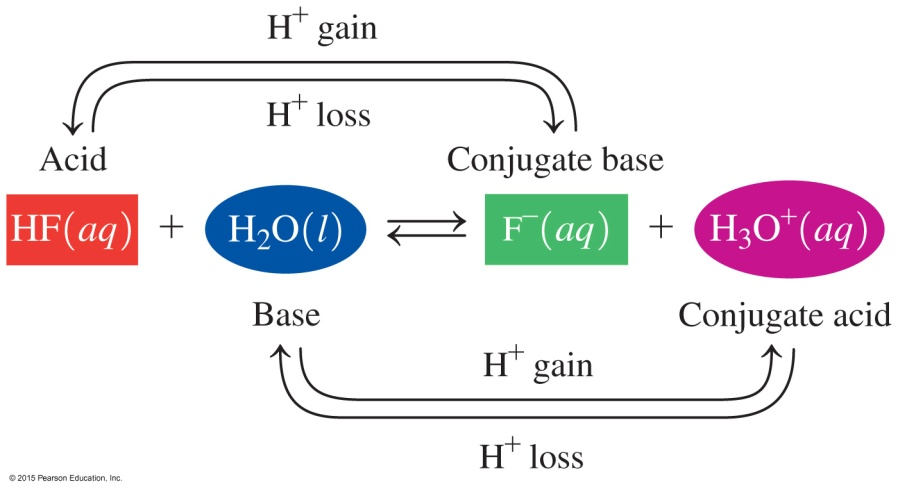 H⁺ gain
H⁺ loss
Acid
Conjugate base
HF(aq) + H₂O(l) ⇌ F⁻(aq) + H₃O⁺(aq)
Base
Conjugate acid
H⁺ gain
H⁺ loss
© 2015 Pearson Education, Inc.